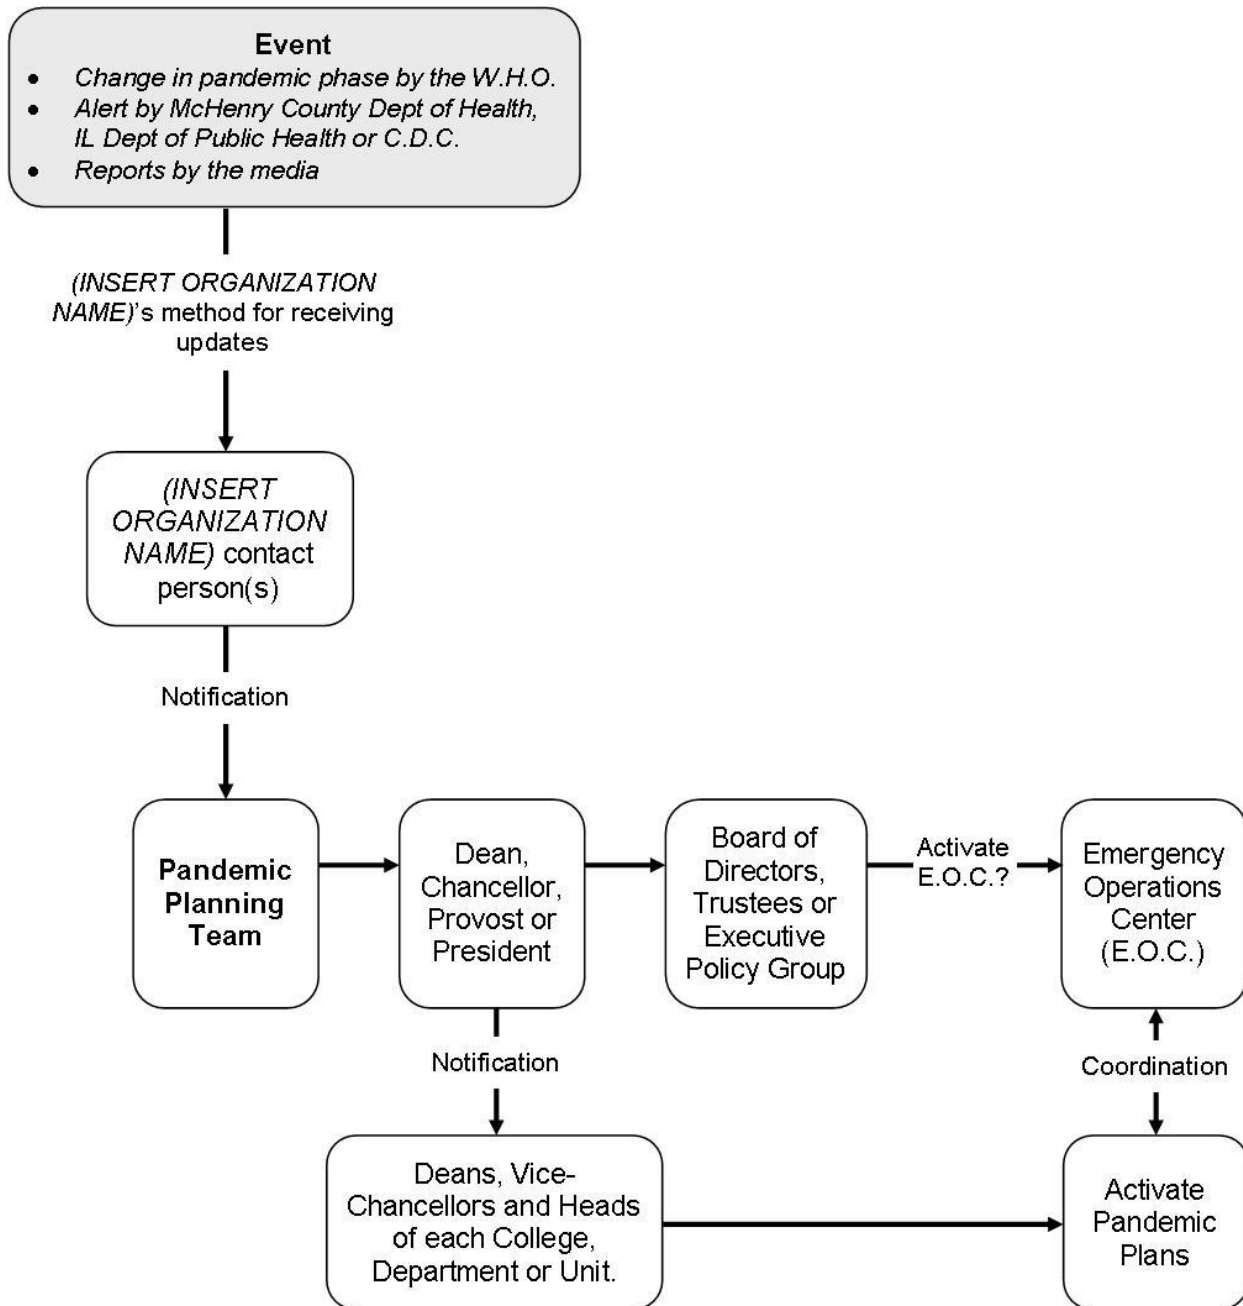 Event
• Change in pandemic phase by the W.H.O.
• Alert by McHenry County Dept of Health,
IL Dept of Public Health or C.D.C.
• Reports by the media
(INSERT ORGANIZATION
NAME)'s method for receiving
updates
(INSERT
ORGANIZATION
NAME) contact
person(s)
Notification
Pandemic
Planning
Team
Dean,
Chancellor,
Provost or
President
Board of
Directors,
Trustees or
Executive
Policy Group
Activate
E.O.C.?
Emergency
Operations
Center
(E.O.C.)
Notification
Coordination
Deans, Vice-
Chancellors and Heads
of each College,
Department or Unit.
Activate
Pandemic
Plans